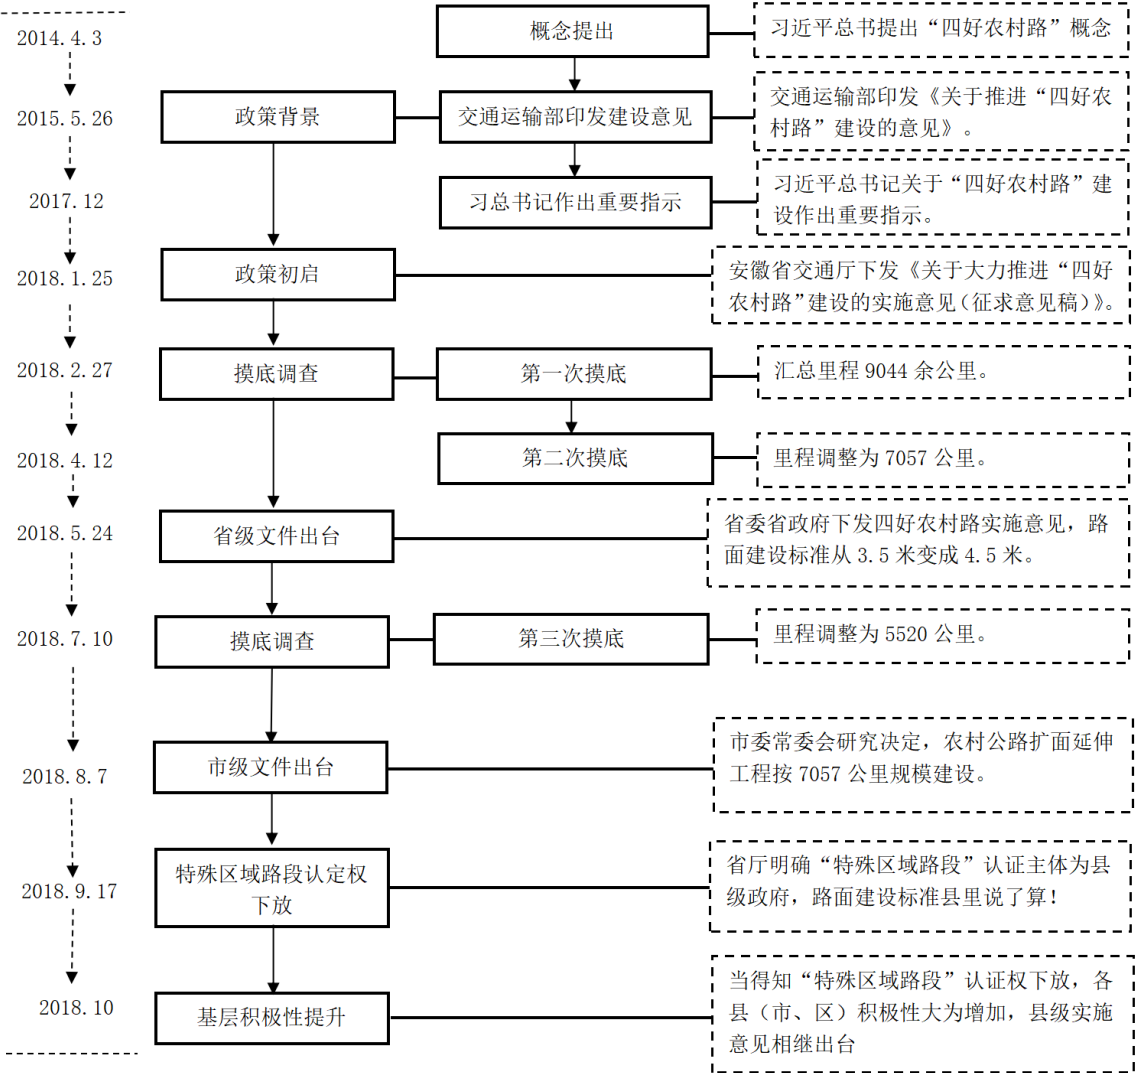 2014.4.3
概念提出
习近平总书提出“四好农村路”概念
2015.5.26
政策背景
交通运输部印发建设意见
交通运输部印发《关于推进“四好农
村路”建设的意见》。
2017.12
习总书记作出重要指示
习近平总书记关于“四好农村路”建
设作出重要指示。
2018.1.25
政策初启
安徽省交通厅下发《关于大力推进“四好
农村路”建设的实施意见（征求意见稿）》。
2018.2.27
摸底调查
第一次摸底
汇总里程 9044 余公里。
2018.4.12
第二次摸底
里程调整为 7057 公里。
2018.5.24
省级文件出台
省委省政府下发四好农村路实施意见，路
面建设标准从 3.5 米变成 4.5 米。
2018.7.10
摸底调查
第三次摸底
里程调整为 5520 公里。
2018.8.7
市级文件出台
市委常委会研究决定，农村公路扩面延伸
工程按 7057 公里规模建设。
2018.9.17
特殊区域路段认定权
下放
省厅明确“特殊区域路段”认证主体为县
级政府，路面建设标准县里说了算！
2018.10
基层积极性提升
当得知“特殊区域路段”认证权下放，各
县（市、区）积极性大为增加，县级实施
意见相继出台